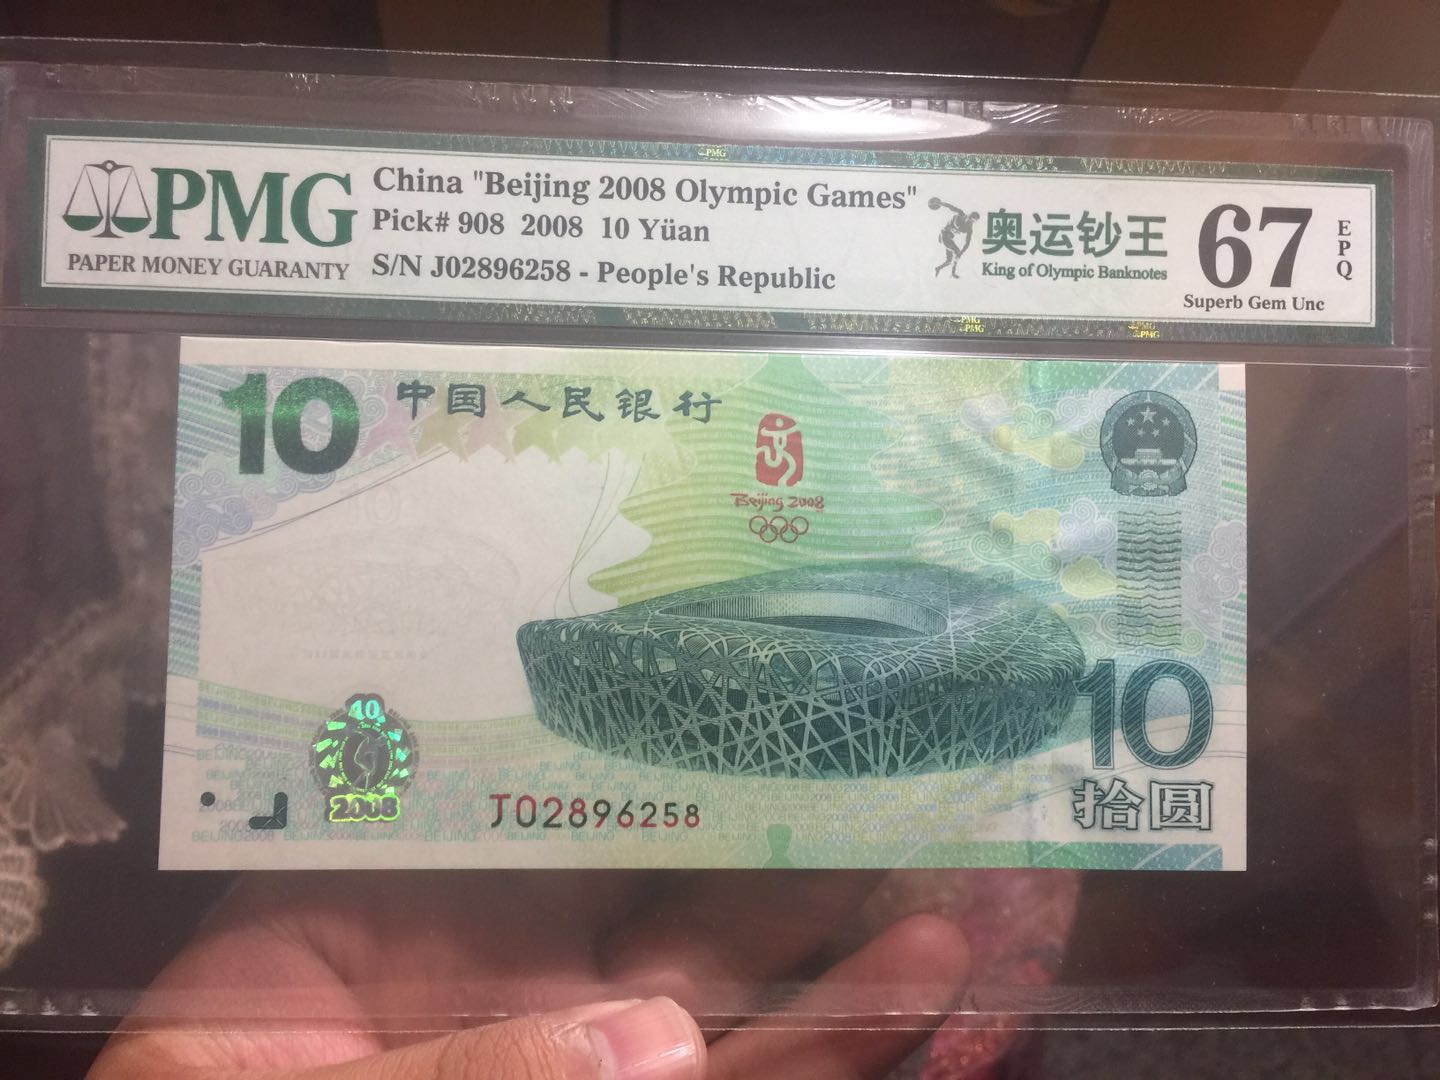 PMG
PAPER MONEY GUARANTY
China "Beijing 2008 Olympic Games"
Pick# 908 2008 10 Yüan
S/N J02896258 - People's Republic
奥运钞王
King of Olympic Banknotes
67
EPQ
Superb Gem Unc
10
中国人民银行
Beijing 2008
10
2008
J02896258
10
拾圆